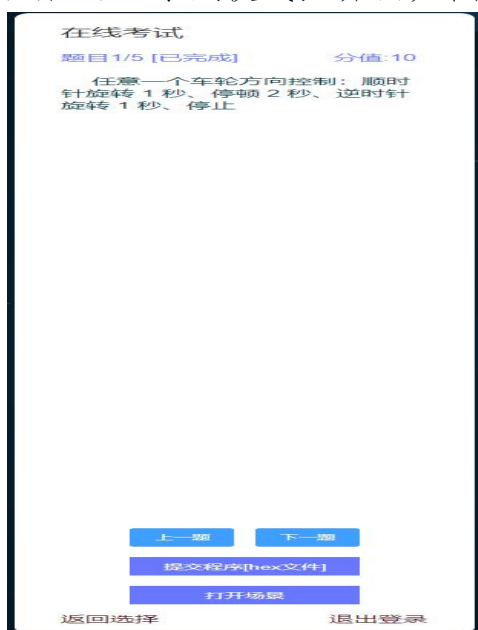 在线考试
题目1/5 [已完成] 分值:10
任意一个车轮方向控制：顺时
针旋转 1 秒、停顿 2 秒、逆时针
旋转 1 秒、停止
上一题 下一题
提交程序[hex文件]
打开场景
返回选择 退出登录